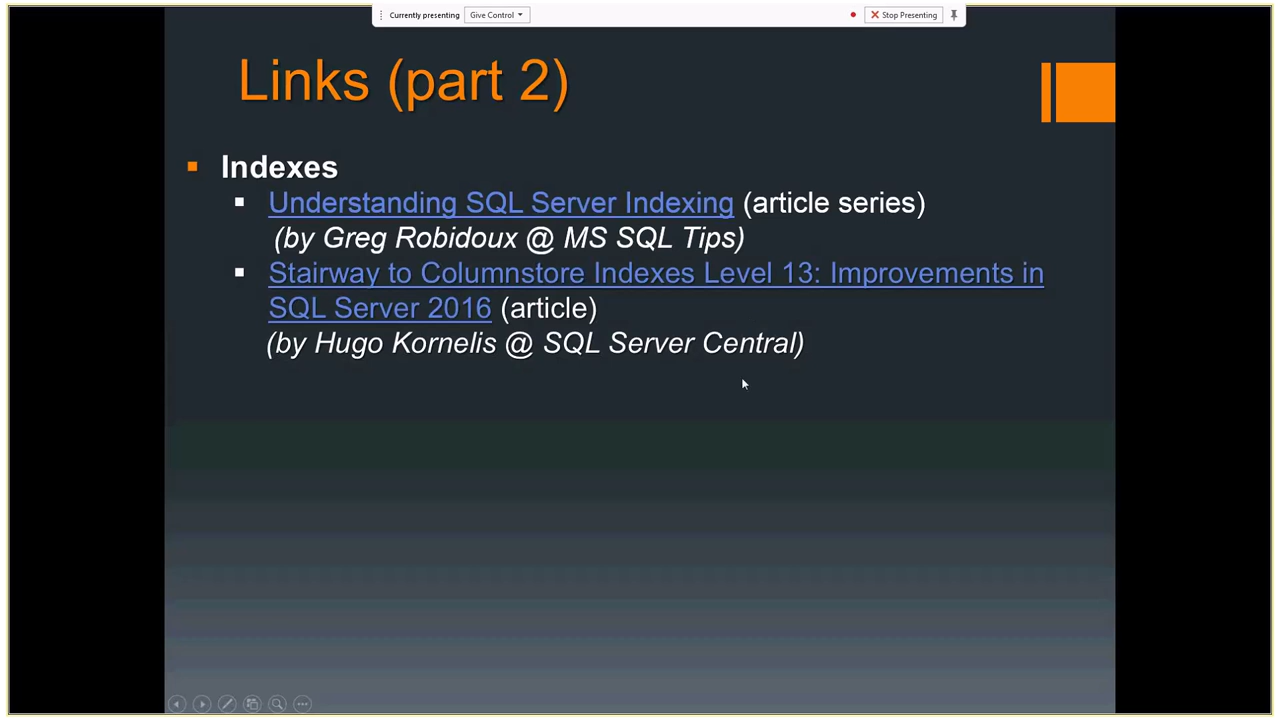 Currently presenting Give Control Stop Presenting
Links (part 2)
Indexes
Understanding SQL Server Indexing (article series)
(by Greg Robidoux @ MS SQL Tips)
Stairway to Columnstore Indexes Level 13: Improvements in
SQL Server 2016 (article)
(by Hugo Kornelis @ SQL Server Central)